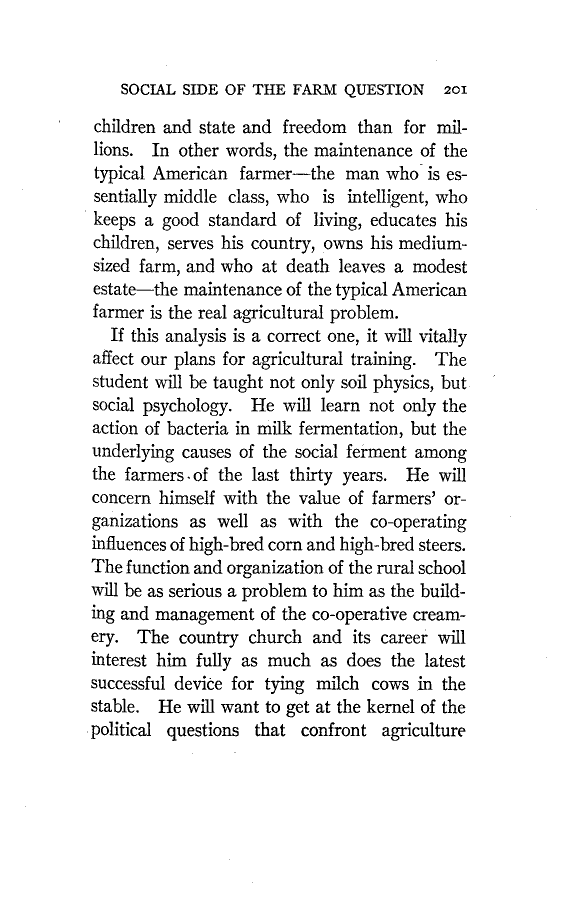 SOCIAL SIDE OF THE FARM QUESTION 201
children and state and freedom than for mil-
lions. In other words, the maintenance of the
typical American farmer—the man who is es-
sentially middle class, who is intelligent, who
keeps a good standard of living, educates his
children, serves his country, owns his medium-
sized farm, and who at death leaves a modest
estate—the maintenance of the typical American
farmer is the real agricultural problem.
If this analysis is a correct one, it will vitally
affect our plans for agricultural training. The
student will be taught not only soil physics, but
social psychology. He will learn not only the
action of bacteria in milk fermentation, but the
underlying causes of the social ferment among
the farmers of the last thirty years. He will
concern himself with the value of farmers' or-
ganizations as well as with the co-operating
influences of high-bred corn and high-bred steers.
The function and organization of the rural school
will be as serious a problem to him as the build-
ing and management of the co-operative cream-
ery. The country church and its career will
interest him fully as much as does the latest
successful device for tying milch cows in the
stable. He will want to get at the kernel of the
political questions that confront agriculture